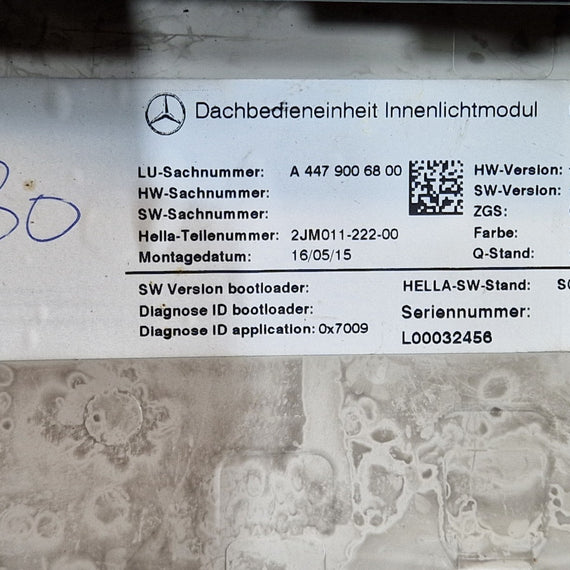 Dachbedieneinheit Innenlichtmodul
LU-Sachnummer: A 447 900 68 00 HW-Version:
HW-Sachnummer: SW-Version:
SW-Sachnummer: ZGS:
Hella-Teilenummer: 2JM011-222-00 Farbe:
Montagedatum: 16/05/15 Q-Stand:
SW Version bootloader: HELLA-SW-Stand:
Diagnose ID bootloader: Seriennummer:
Diagnose ID application: 0x7009 L00032456